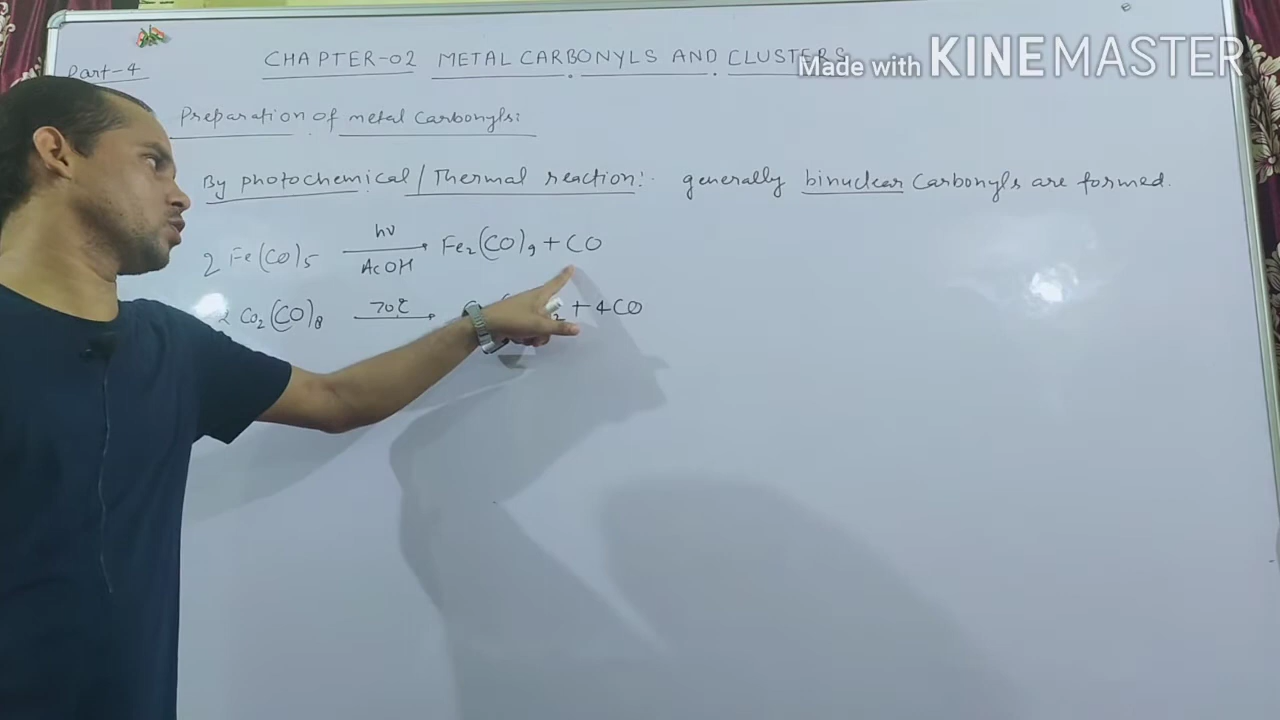 Part-4
CHAPTER-02 METAL CARBONYLS AND CLUSTERS
Made with KINEMASTER
Preparation of metal Carbonyls:
By photochemical / Thermal reaction:- generally binuclear Carbonyls are formed.
2 Fe(CO)5 hν AcOH Fe2(CO)9 + CO
2 Co2(CO)8 70℃ + 4CO